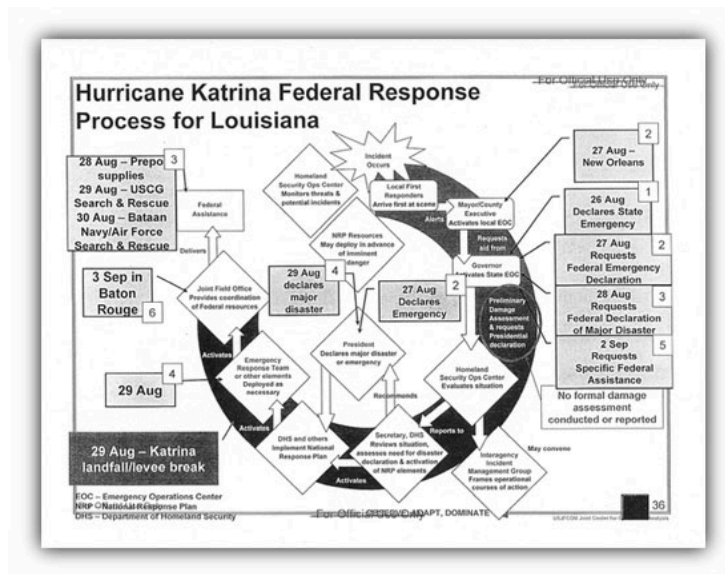 For Official Use Only
For Official Use Only
Hurricane Katrina Federal Response
Process for Louisiana
28 Aug – Prepo
supplies
29 Aug – USCG
Search & Rescue
30 Aug – Bataan
Navy/Air Force
Search & Rescue
3
Incident
Occurs
Homeland
Security Ops Center
Monitors threats &
potential incidents
Local First
Responders
Arrive first at scene
Alerts
Mayor/County
Executive
Activates local EOC
2
27 Aug –
New Orleans
Federal
Assistance
Delivers
NRP Resources
May deploy in advance
of imminent
danger
Requests
aid from
Governor
Activates State EOC
1
26 Aug
Declares State
Emergency
2
27 Aug
Requests
Federal Emergency
Declaration
3
28 Aug
Requests
Federal Declaration
of Major Disaster
5
2 Sep
Requests
Specific Federal
Assistance
No formal damage
assessment
conducted or reported
3 Sep in
Baton
Rouge
6
Joint Field Office
Provides coordination
of Federal resources
29 Aug
declares
major
disaster
4
27 Aug
Declares
Emergency
2
Preliminary
Damage
Assessment
& requests
Presidential
declaration
President
Declares major disaster
or emergency
Activates
Emergency
Response Team
or other elements
Deployed as
necessary
4
29 Aug
Homeland
Security Ops Center
Evaluates situation
Recommends
Activates
29 Aug – Katrina
landfall/levee break
DHS and others
Implement National
Response Plan
Secretary, DHS
Reviews situation,
assesses need for disaster
declaration & activation
of NRP elements
Reports to
Activates
May convene
Interagency
Incident
Management Group
Frames operational
courses of action
EOC – Emergency Operations Center
NRP – National Response Plan
DHS – Department of Homeland Security
For Official Use Only
ADAPT, DOMINATE
36
USJFCOM Joint Center for